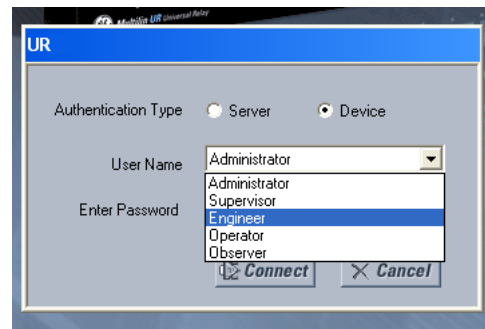 Multilin UR Universal Relay
UR
Authentication Type Server Device
User Name Administrator
Administrator
Supervisor
Enter Password Engineer
Operator
Observer
Connect Cancel